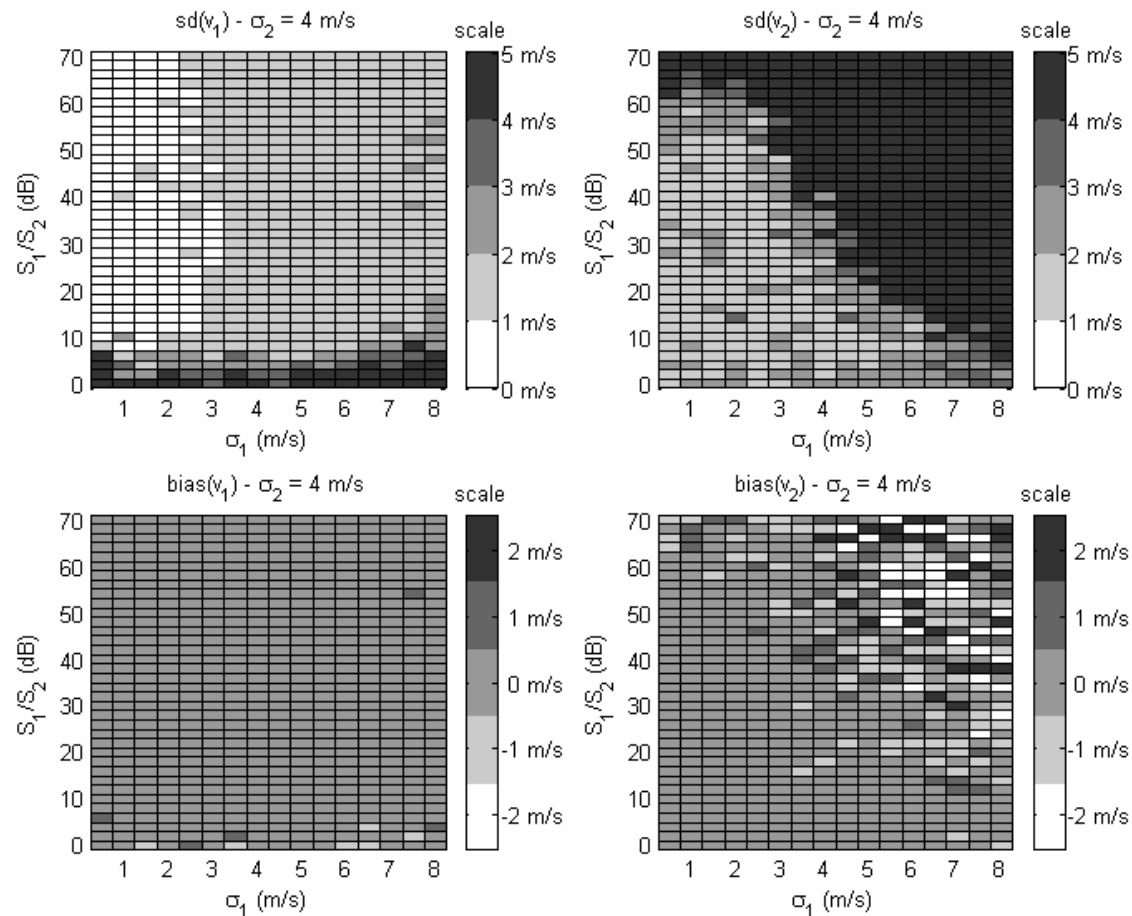 sd(v₁) - σ₂ = 4 m/s
scale
70
60
50
40
30
20
10
0
S₁/S₂ (dB)
1 2 3 4 5 6 7 8
σ₁ (m/s)
5 m/s
4 m/s
3 m/s
2 m/s
1 m/s
0 m/s
sd(v₂) - σ₂ = 4 m/s
scale
70
60
50
40
30
20
10
0
S₁/S₂ (dB)
1 2 3 4 5 6 7 8
σ₁ (m/s)
5 m/s
4 m/s
3 m/s
2 m/s
1 m/s
0 m/s
bias(v₁) - σ₂ = 4 m/s
scale
70
60
50
40
30
20
10
0
S₁/S₂ (dB)
1 2 3 4 5 6 7 8
σ₁ (m/s)
2 m/s
1 m/s
0 m/s
-1 m/s
-2 m/s
bias(v₂) - σ₂ = 4 m/s
scale
70
60
50
40
30
20
10
0
S₁/S₂ (dB)
1 2 3 4 5 6 7 8
σ₁ (m/s)
2 m/s
1 m/s
0 m/s
-1 m/s
-2 m/s